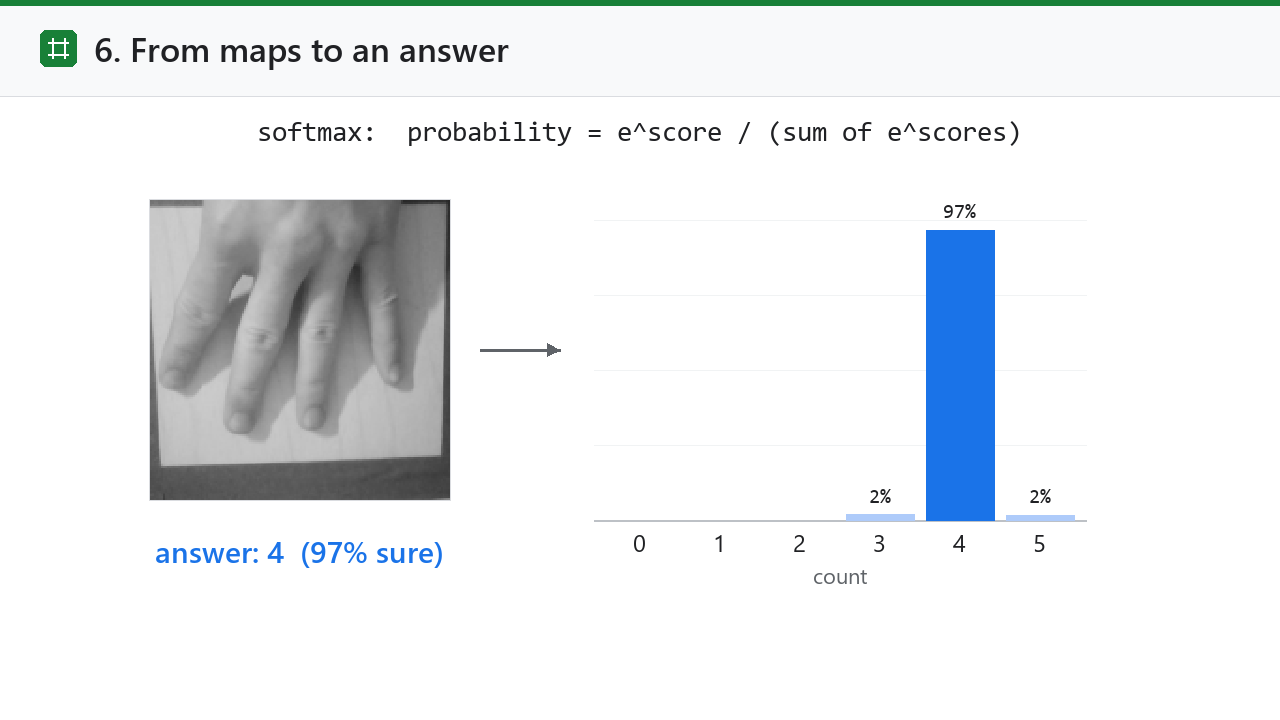 6. From maps to an answer
softmax:  probability = e^score / (sum of e^scores)
97%
2%
2%
0 1 2 3 4 5
count
answer: 4  (97% sure)